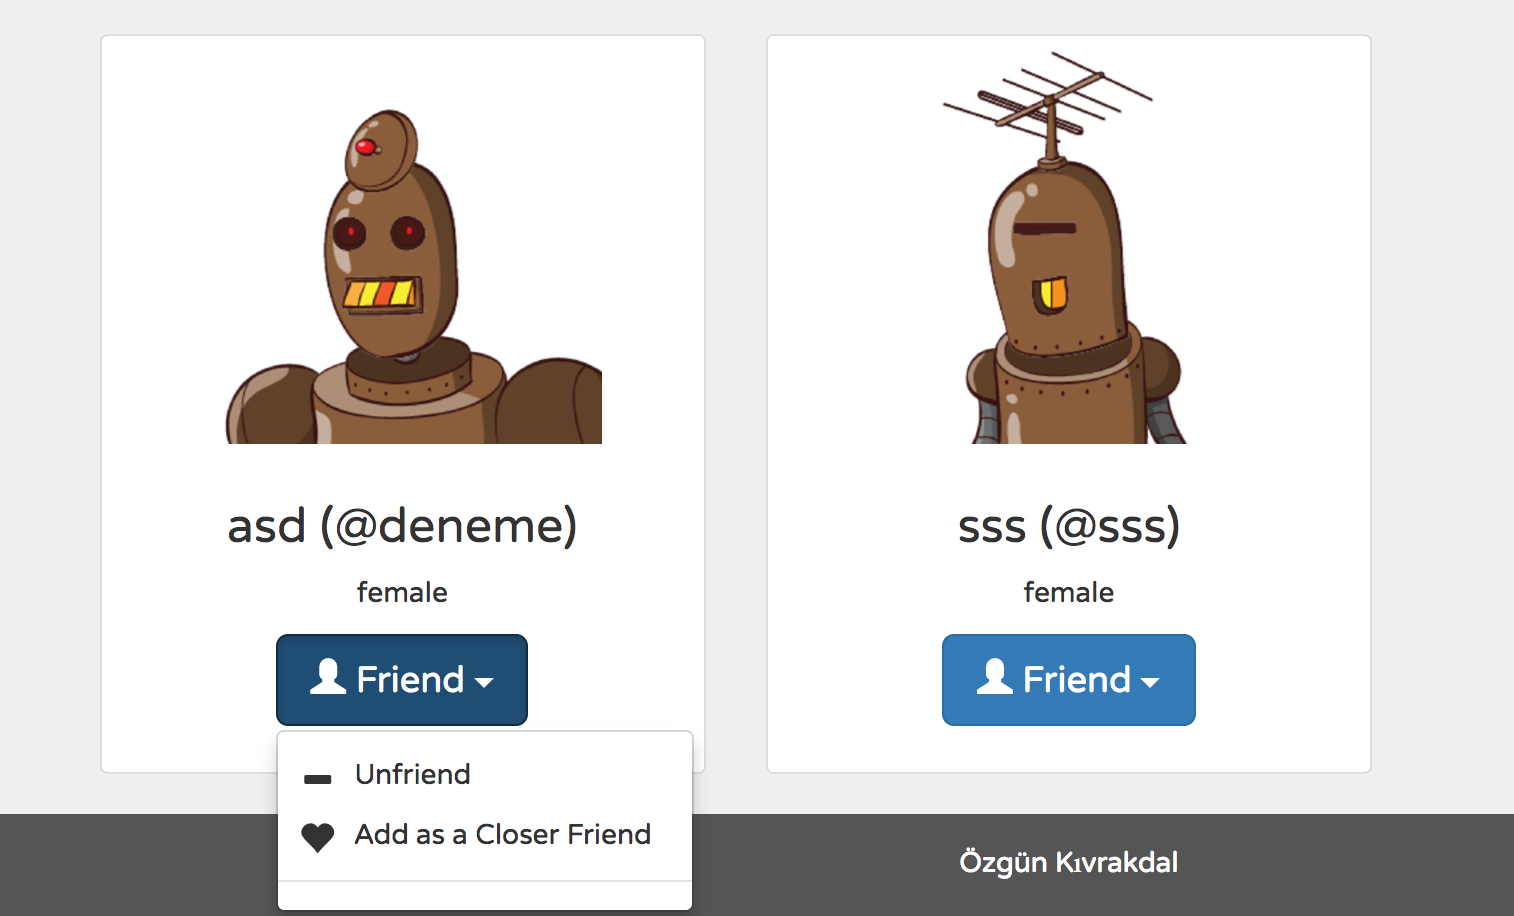 asd (@deneme)
female
Friend
Unfriend
Add as a Closer Friend
sss (@sss)
female
Friend
Özgün Kıvrakdal